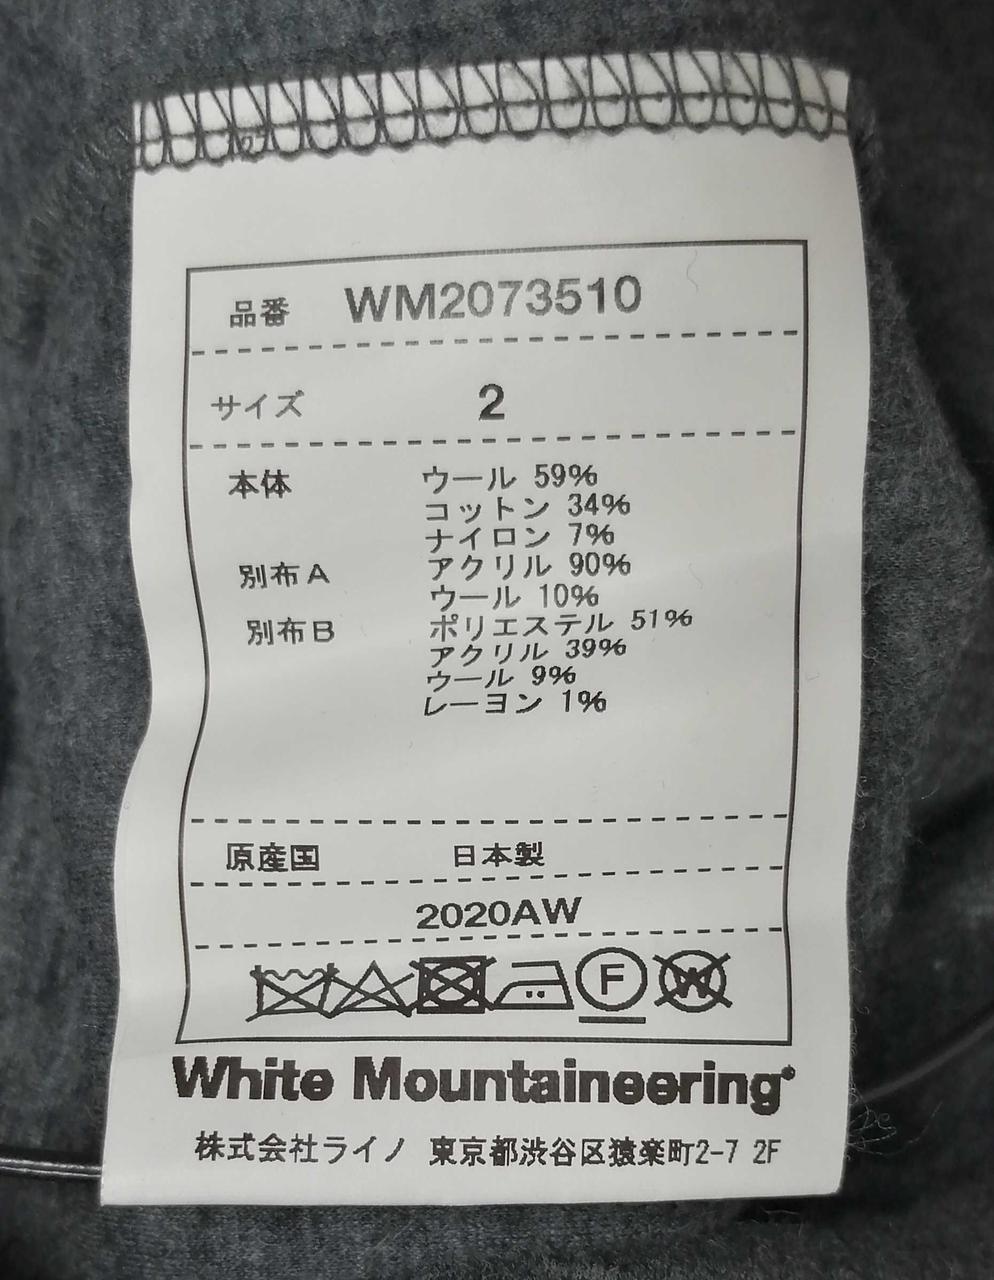 品番 WM2073510
サイズ 2
本体 ウール 59%
コットン 34%
ナイロン 7%
別布A アクリル 90%
ウール 10%
別布B ポリエステル 51%
アクリル 39%
ウール 9%
レーヨン 1%
原産国 日本製
2020AW
F W
White Mountaineering®
株式会社ライノ 東京都渋谷区猿楽町2-7 2F